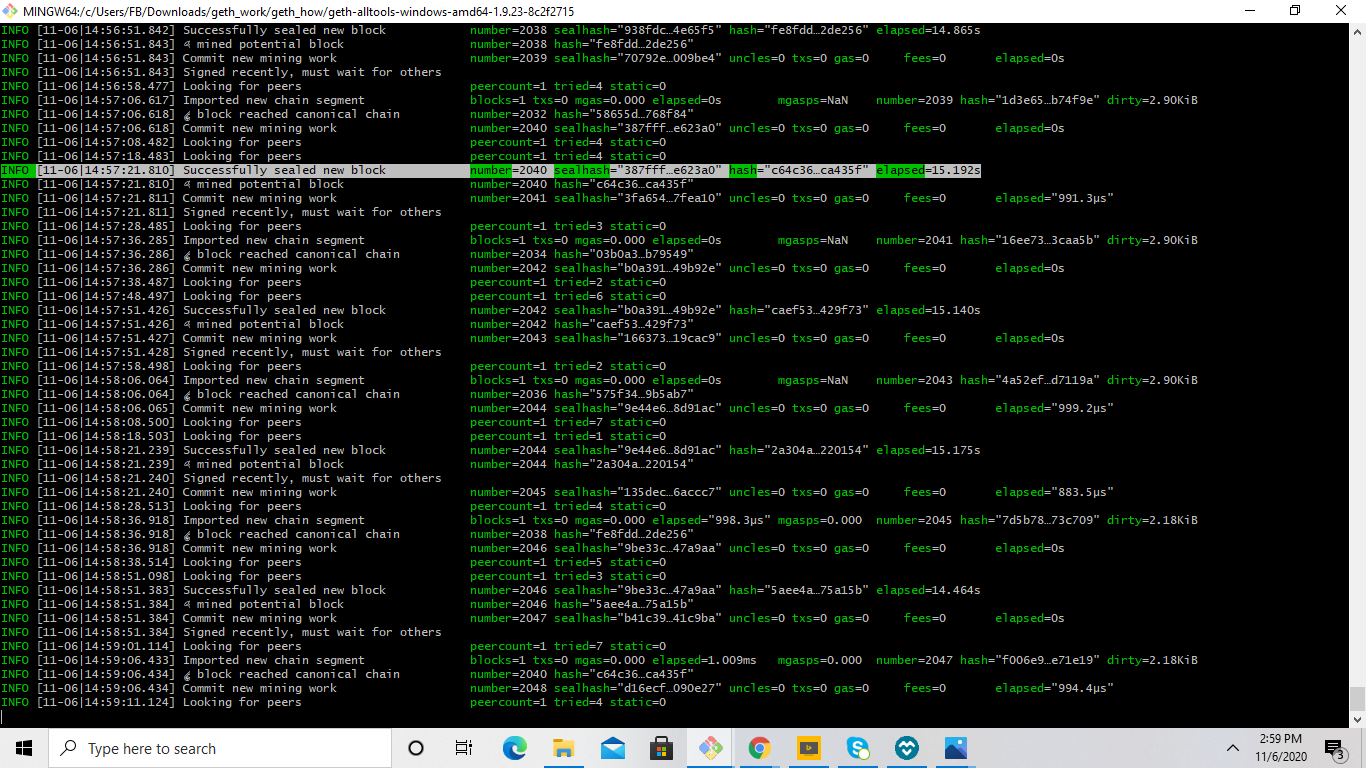 MINGW64:/c/Users/FB/Downloads/geth_work/geth_how/geth-alltools-windows-amd64-1.9.23-8c2f2715
INFO [11-06|14:56:51.842] Successfully sealed new block number=2038 sealhash="938fdc…4e65f5" hash="fe8fdd…2de256" elapsed=14.865s
INFO [11-06|14:56:51.843] mined potential block number=2038 hash="fe8fdd…2de256"
INFO [11-06|14:56:51.843] Commit new mining work number=2039 sealhash="70792e…009be4" uncles=0 txs=0 gas=0 fees=0 elapsed=0s
INFO [11-06|14:56:51.843] Signed recently, must wait for others
INFO [11-06|14:56:58.477] Looking for peers peercount=1 tried=4 static=0
INFO [11-06|14:57:06.617] Imported new chain segment blocks=1 txs=0 mgas=0.000 elapsed=0s mgasps=NaN number=2039 hash="1d3e65…b74f9e" dirty=2.90KiB
INFO [11-06|14:57:06.618] block reached canonical chain number=2032 hash="58655d…768f84"
INFO [11-06|14:57:06.618] Commit new mining work number=2040 sealhash="387fff…e623a0" uncles=0 txs=0 gas=0 fees=0 elapsed=0s
INFO [11-06|14:57:08.482] Looking for peers peercount=1 tried=4 static=0
INFO [11-06|14:57:18.483] Looking for peers peercount=1 tried=4 static=0
INFO [11-06|14:57:21.810] Successfully sealed new block number=2040 sealhash="387fff…e623a0" hash="c64c36…ca435f" elapsed=15.192s
INFO [11-06|14:57:21.810] mined potential block number=2040 hash="c64c36…ca435f"
INFO [11-06|14:57:21.811] Commit new mining work number=2041 sealhash="3fa654…7fea10" uncles=0 txs=0 gas=0 fees=0 elapsed="991.3µs"
INFO [11-06|14:57:21.811] Signed recently, must wait for others
INFO [11-06|14:57:28.485] Looking for peers peercount=1 tried=3 static=0
INFO [11-06|14:57:36.285] Imported new chain segment blocks=1 txs=0 mgas=0.000 elapsed=0s mgasps=NaN number=2041 hash="16ee73…3caa5b" dirty=2.90KiB
INFO [11-06|14:57:36.286] block reached canonical chain number=2034 hash="03b0a3…b79549"
INFO [11-06|14:57:36.286] Commit new mining work number=2042 sealhash="b0a391…49b92e" uncles=0 txs=0 gas=0 fees=0 elapsed=0s
INFO [11-06|14:57:38.487] Looking for peers peercount=1 tried=2 static=0
INFO [11-06|14:57:48.497] Looking for peers peercount=1 tried=6 static=0
INFO [11-06|14:57:51.426] Successfully sealed new block number=2042 sealhash="b0a391…49b92e" hash="caef53…429f73" elapsed=15.140s
INFO [11-06|14:57:51.426] mined potential block number=2042 hash="caef53…429f73"
INFO [11-06|14:57:51.427] Commit new mining work number=2043 sealhash="166373…19cac9" uncles=0 txs=0 gas=0 fees=0 elapsed=0s
INFO [11-06|14:57:51.428] Signed recently, must wait for others
INFO [11-06|14:57:58.498] Looking for peers peercount=1 tried=2 static=0
INFO [11-06|14:58:06.064] Imported new chain segment blocks=1 txs=0 mgas=0.000 elapsed=0s mgasps=NaN number=2043 hash="4a52ef…d7119a" dirty=2.90KiB
INFO [11-06|14:58:06.064] block reached canonical chain number=2036 hash="575f34…9b5ab7"
INFO [11-06|14:58:06.065] Commit new mining work number=2044 sealhash="9e44e6…8d91ac" uncles=0 txs=0 gas=0 fees=0 elapsed="999.2µs"
INFO [11-06|14:58:08.500] Looking for peers peercount=1 tried=7 static=0
INFO [11-06|14:58:18.503] Looking for peers peercount=1 tried=1 static=0
INFO [11-06|14:58:21.239] Successfully sealed new block number=2044 sealhash="9e44e6…8d91ac" hash="2a304a…220154" elapsed=15.175s
INFO [11-06|14:58:21.239] mined potential block number=2044 hash="2a304a…220154"
INFO [11-06|14:58:21.240] Signed recently, must wait for others
INFO [11-06|14:58:21.240] Commit new mining work number=2045 sealhash="135dec…6accc7" uncles=0 txs=0 gas=0 fees=0 elapsed="883.5µs"
INFO [11-06|14:58:28.513] Looking for peers peercount=1 tried=4 static=0
INFO [11-06|14:58:36.918] Imported new chain segment blocks=1 txs=0 mgas=0.000 elapsed="998.3µs" mgasps=0.000 number=2045 hash="7d5b78…73c709" dirty=2.18KiB
INFO [11-06|14:58:36.918] block reached canonical chain number=2038 hash="fe8fdd…2de256"
INFO [11-06|14:58:36.918] Commit new mining work number=2046 sealhash="9be33c…47a9aa" uncles=0 txs=0 gas=0 fees=0 elapsed=0s
INFO [11-06|14:58:38.514] Looking for peers peercount=1 tried=5 static=0
INFO [11-06|14:58:51.098] Looking for peers peercount=1 tried=3 static=0
INFO [11-06|14:58:51.383] Successfully sealed new block number=2046 sealhash="9be33c…47a9aa" hash="5aee4a…75a15b" elapsed=14.464s
INFO [11-06|14:58:51.384] mined potential block number=2046 hash="5aee4a…75a15b"
INFO [11-06|14:58:51.384] Commit new mining work number=2047 sealhash="b41c39…41c9ba" uncles=0 txs=0 gas=0 fees=0 elapsed=0s
INFO [11-06|14:58:51.384] Signed recently, must wait for others
INFO [11-06|14:59:01.114] Looking for peers peercount=1 tried=7 static=0
INFO [11-06|14:59:06.433] Imported new chain segment blocks=1 txs=0 mgas=0.000 elapsed=1.009ms mgasps=0.000 number=2047 hash="f006e9…e71e19" dirty=2.18KiB
INFO [11-06|14:59:06.434] block reached canonical chain number=2040 hash="c64c36…ca435f"
INFO [11-06|14:59:06.434] Commit new mining work number=2048 sealhash="d16ecf…090e27" uncles=0 txs=0 gas=0 fees=0 elapsed="994.4µs"
INFO [11-06|14:59:11.124] Looking for peers peercount=1 tried=4 static=0
Type here to search
2:59 PM
11/6/2020
3